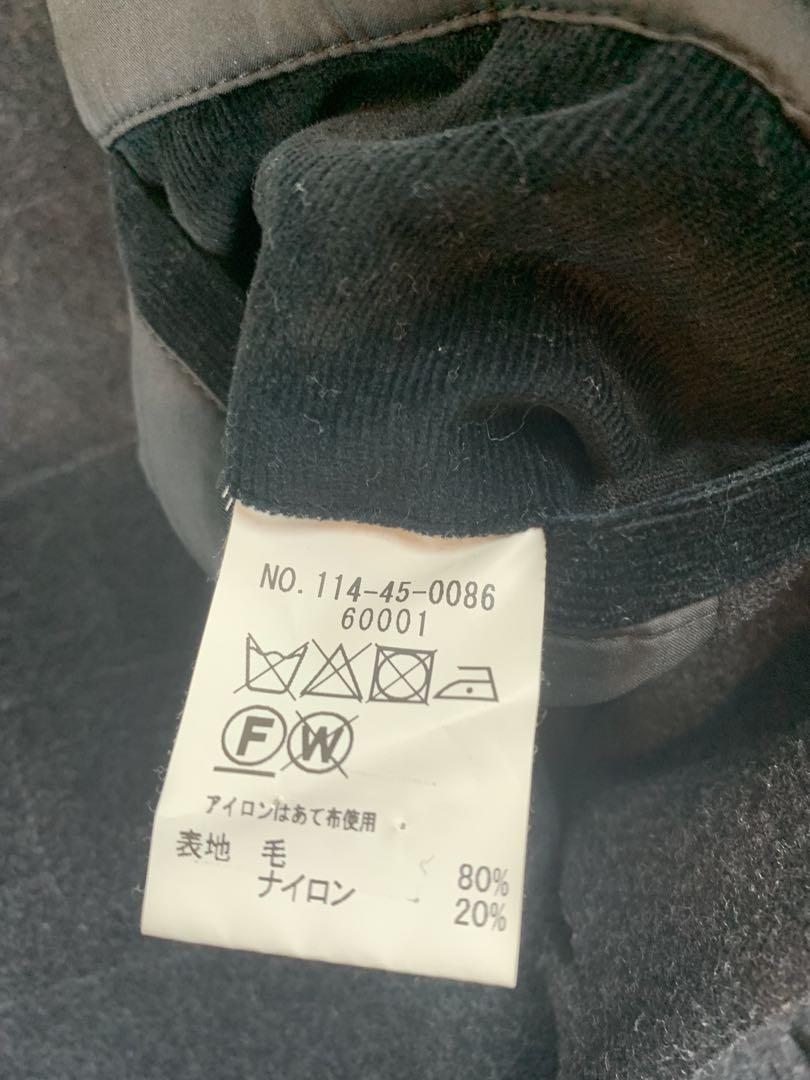 NO. 114-45-0086
60001
F W
アイロンはあて布使用
表地 毛 80%
ナイロン 20%